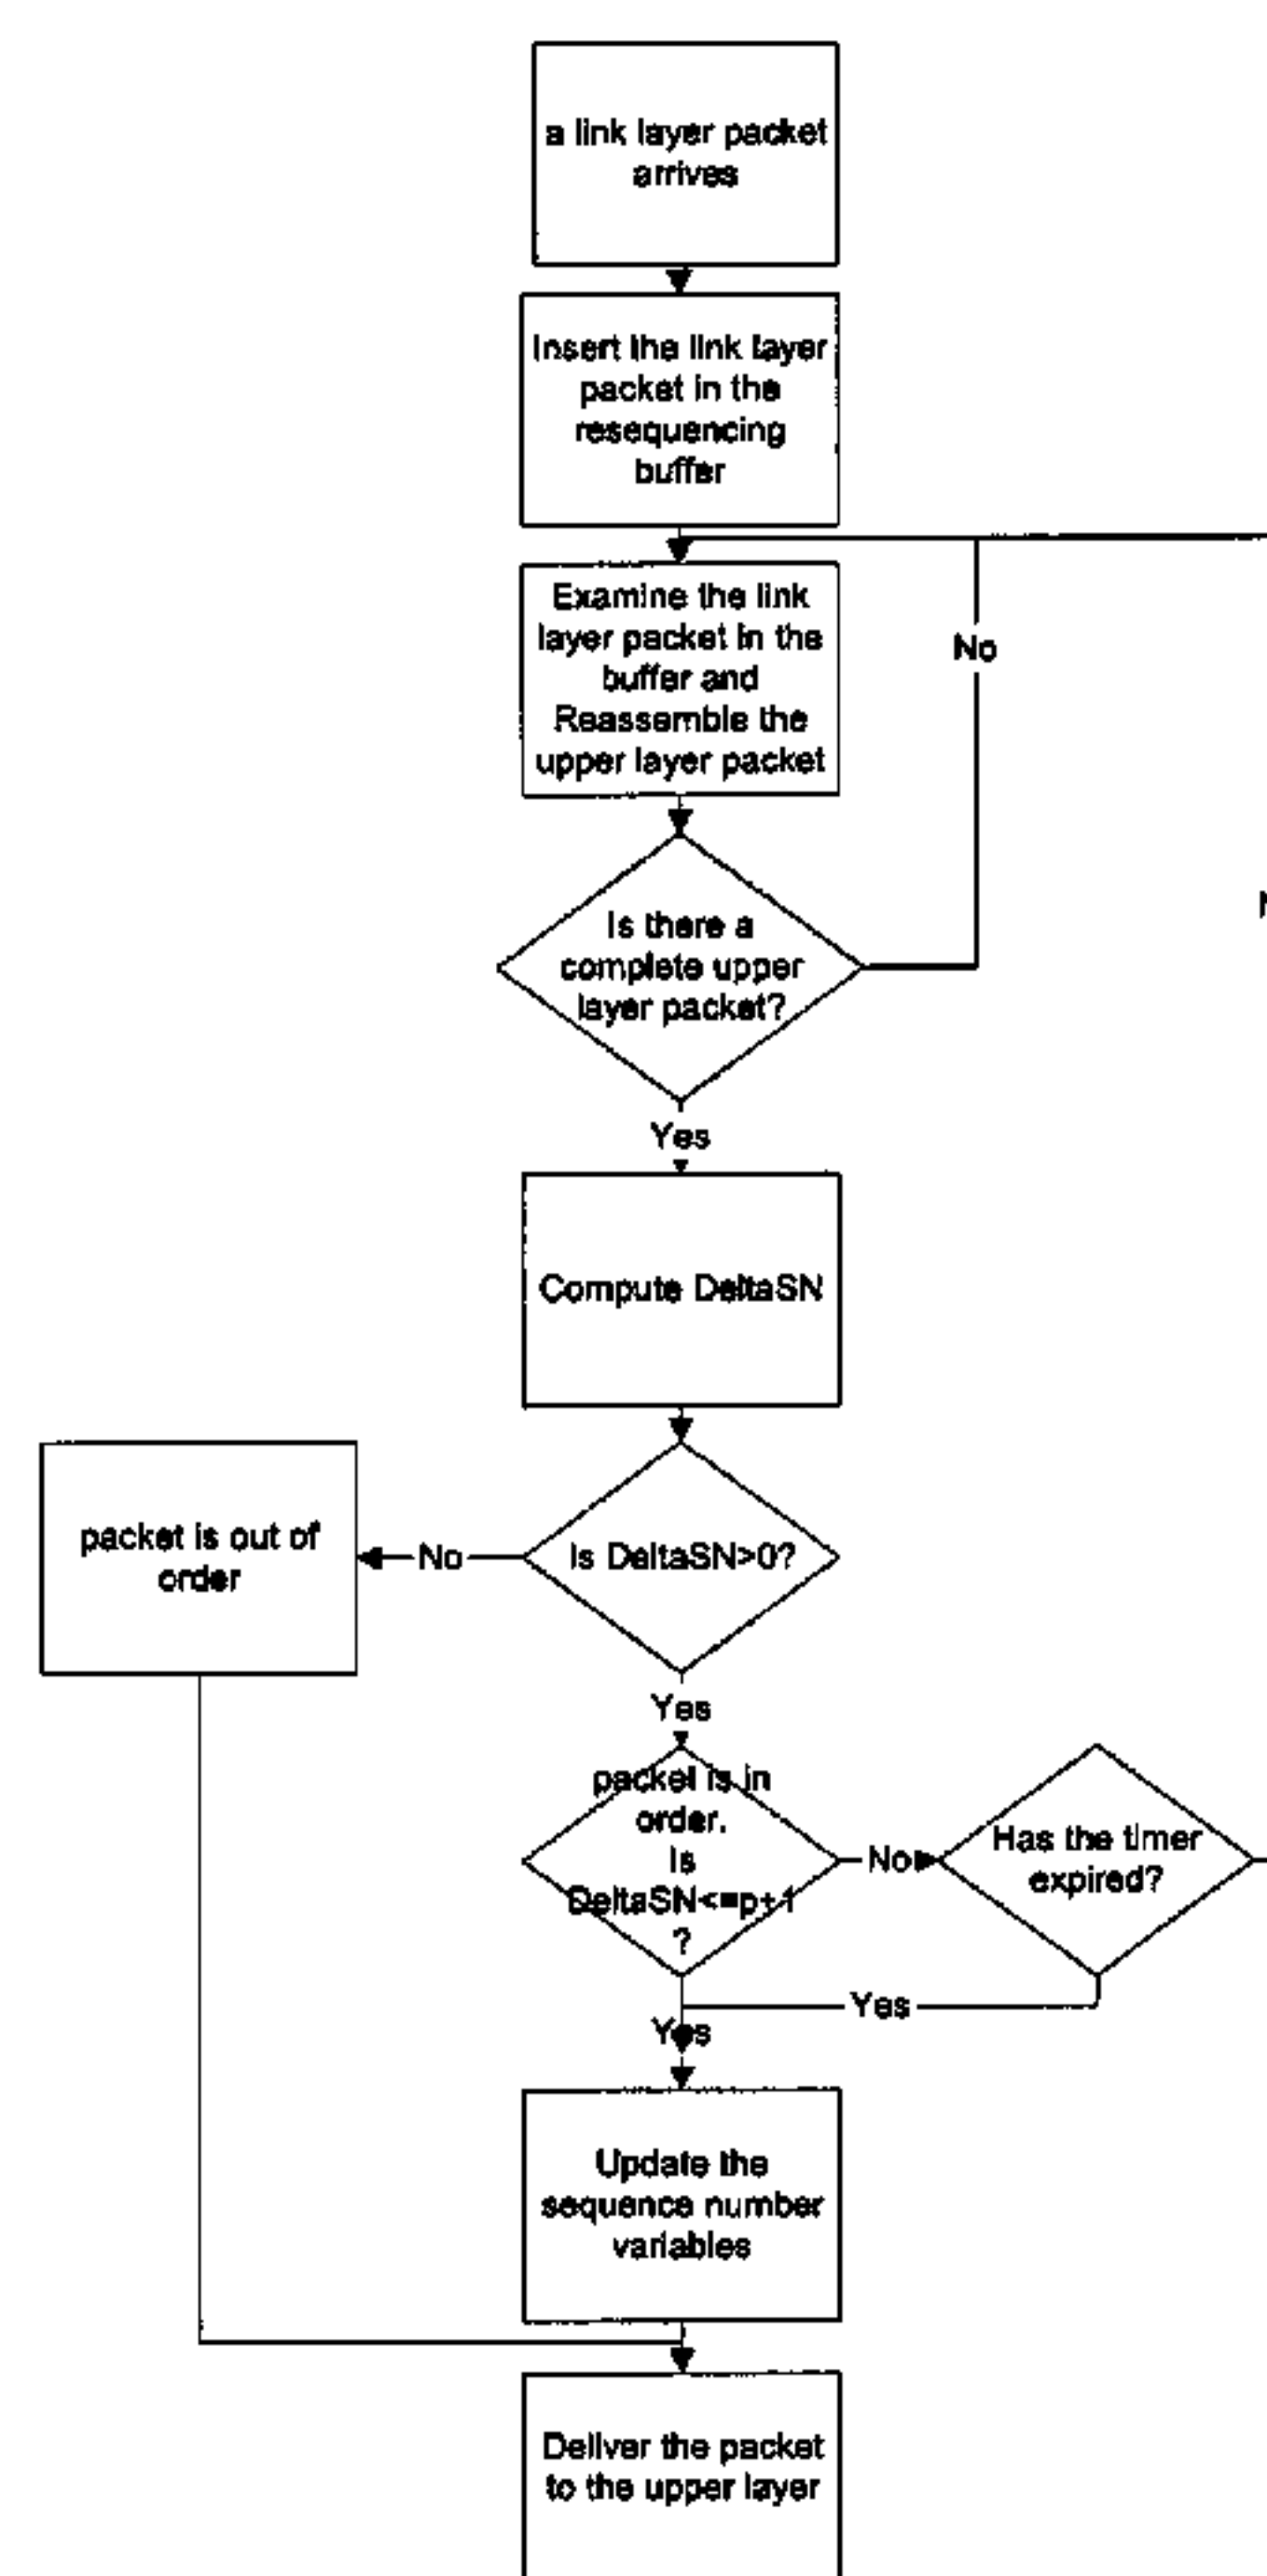 a link layer packet
arrives
Insert the link layer
packet in the
resequencing
buffer
Examine the link
layer packet in the
buffer and
Reassemble the
upper layer packet
No
Is there a
complete upper
layer packet?
Yes
Compute DeltaSN
packet is out of
order
No
Is DeltaSN>0?
Yes
packet is in
order.
Is
DeltaSN<=p+1
?
No
Has the timer
expired?
Yes
Yes
Update the
sequence number
variables
Deliver the packet
to the upper layer